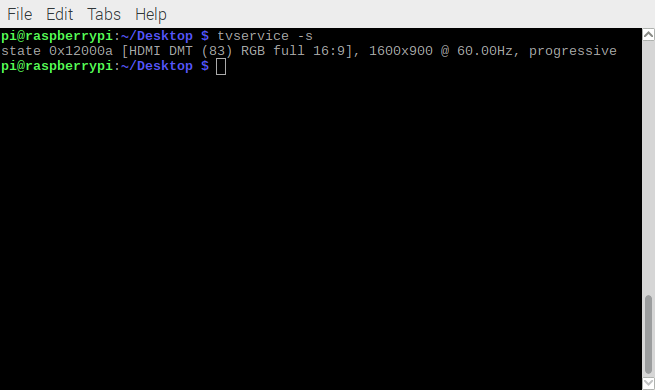 File Edit Tabs Help
pi@raspberrypi:~/Desktop $ tvservice -s
state 0x12000a [HDMI DMT (83) RGB full 16:9], 1600x900 @ 60.00Hz, progressive
pi@raspberrypi:~/Desktop $